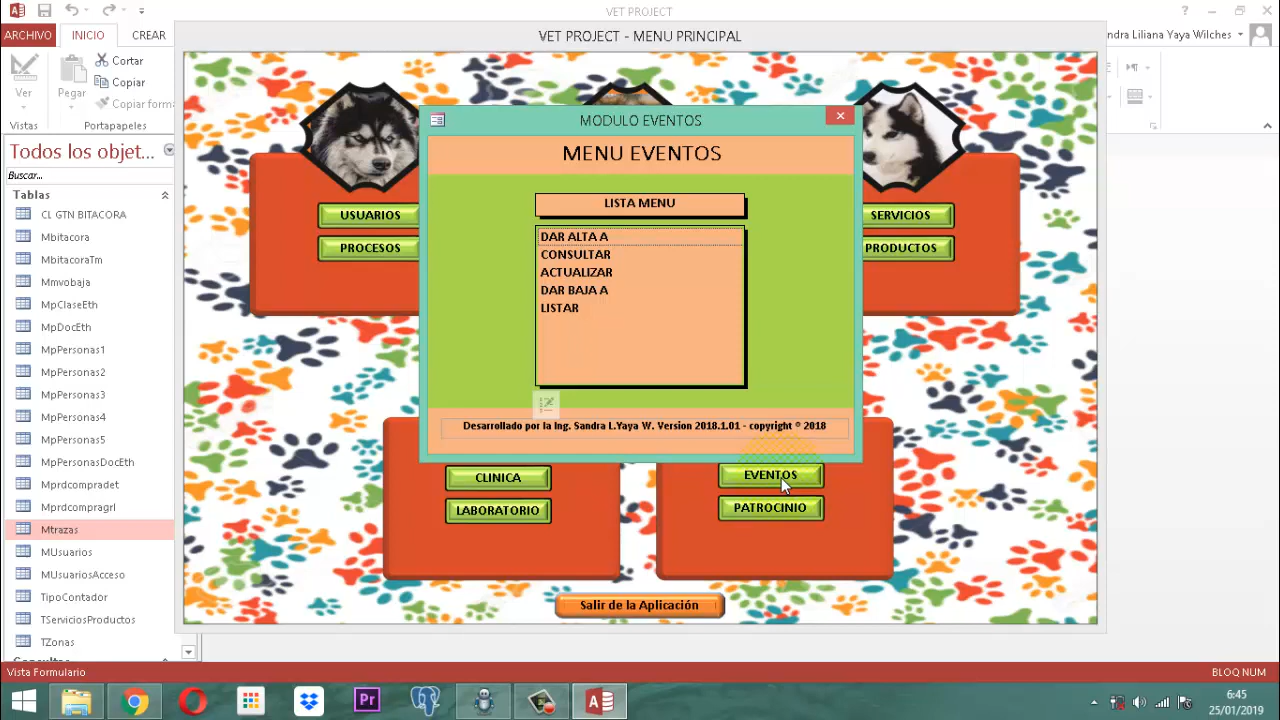 VET PROJECT
ARCHIVO
INICIO
CREAR
ndra Liliana Yaya Wilches
Ver
Pegar
Cortar
Copiar
Copiar form
Vistas
Portapapeles
Todos los objet...
Buscar...
Tablas
CL GTN BITACORA
Mbitacora
MbitacoraTm
Mmvobaja
MpClaseEth
MpDocEth
MpPersonas1
MpPersonas2
MpPersonas3
MpPersonas4
MpPersonas5
MpPersonasDocEth
Mprdcompradet
Mprdcompragrl
Mtrazas
MUsuarios
MUsuariosAcceso
TipoContador
TServiciosProductos
TZonas
VET PROJECT - MENU PRINCIPAL
USUARIOS
PROCESOS
SERVICIOS
PRODUCTOS
MODULO EVENTOS
MENU EVENTOS
LISTA MENU
DAR ALTA A
CONSULTAR
ACTUALIZAR
DAR BAJA A
LISTAR
Desarrollado por la Ing. Sandra L.Yaya W. Version 2018.1.01 - copyright © 2018
CLINICA
LABORATORIO
EVENTOS
PATROCINIO
Salir de la Aplicación
Vista Formulario
BLOQ NUM
Pr
6:45
25/01/2019